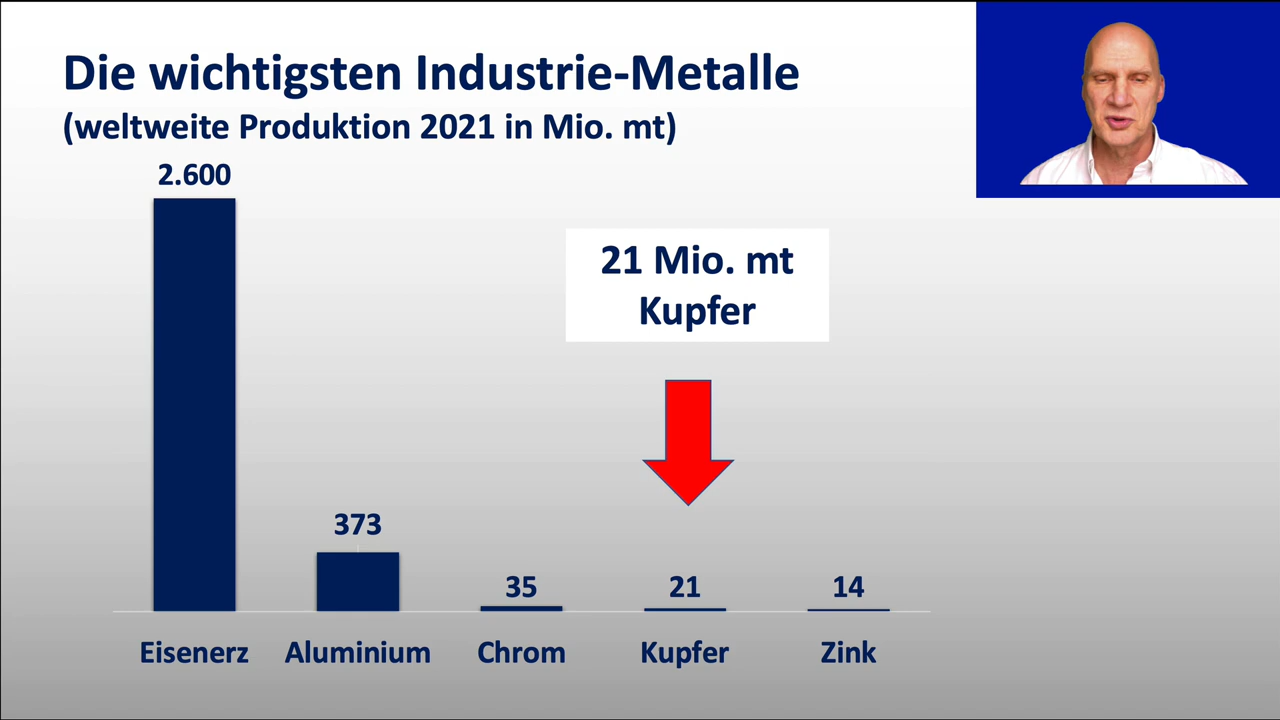 Die wichtigsten Industrie-Metalle
(weltweite Produktion 2021 in Mio. mt)
2.600
21 Mio. mt
Kupfer
373
35
21
14
Eisenerz
Aluminium
Chrom
Kupfer
Zink